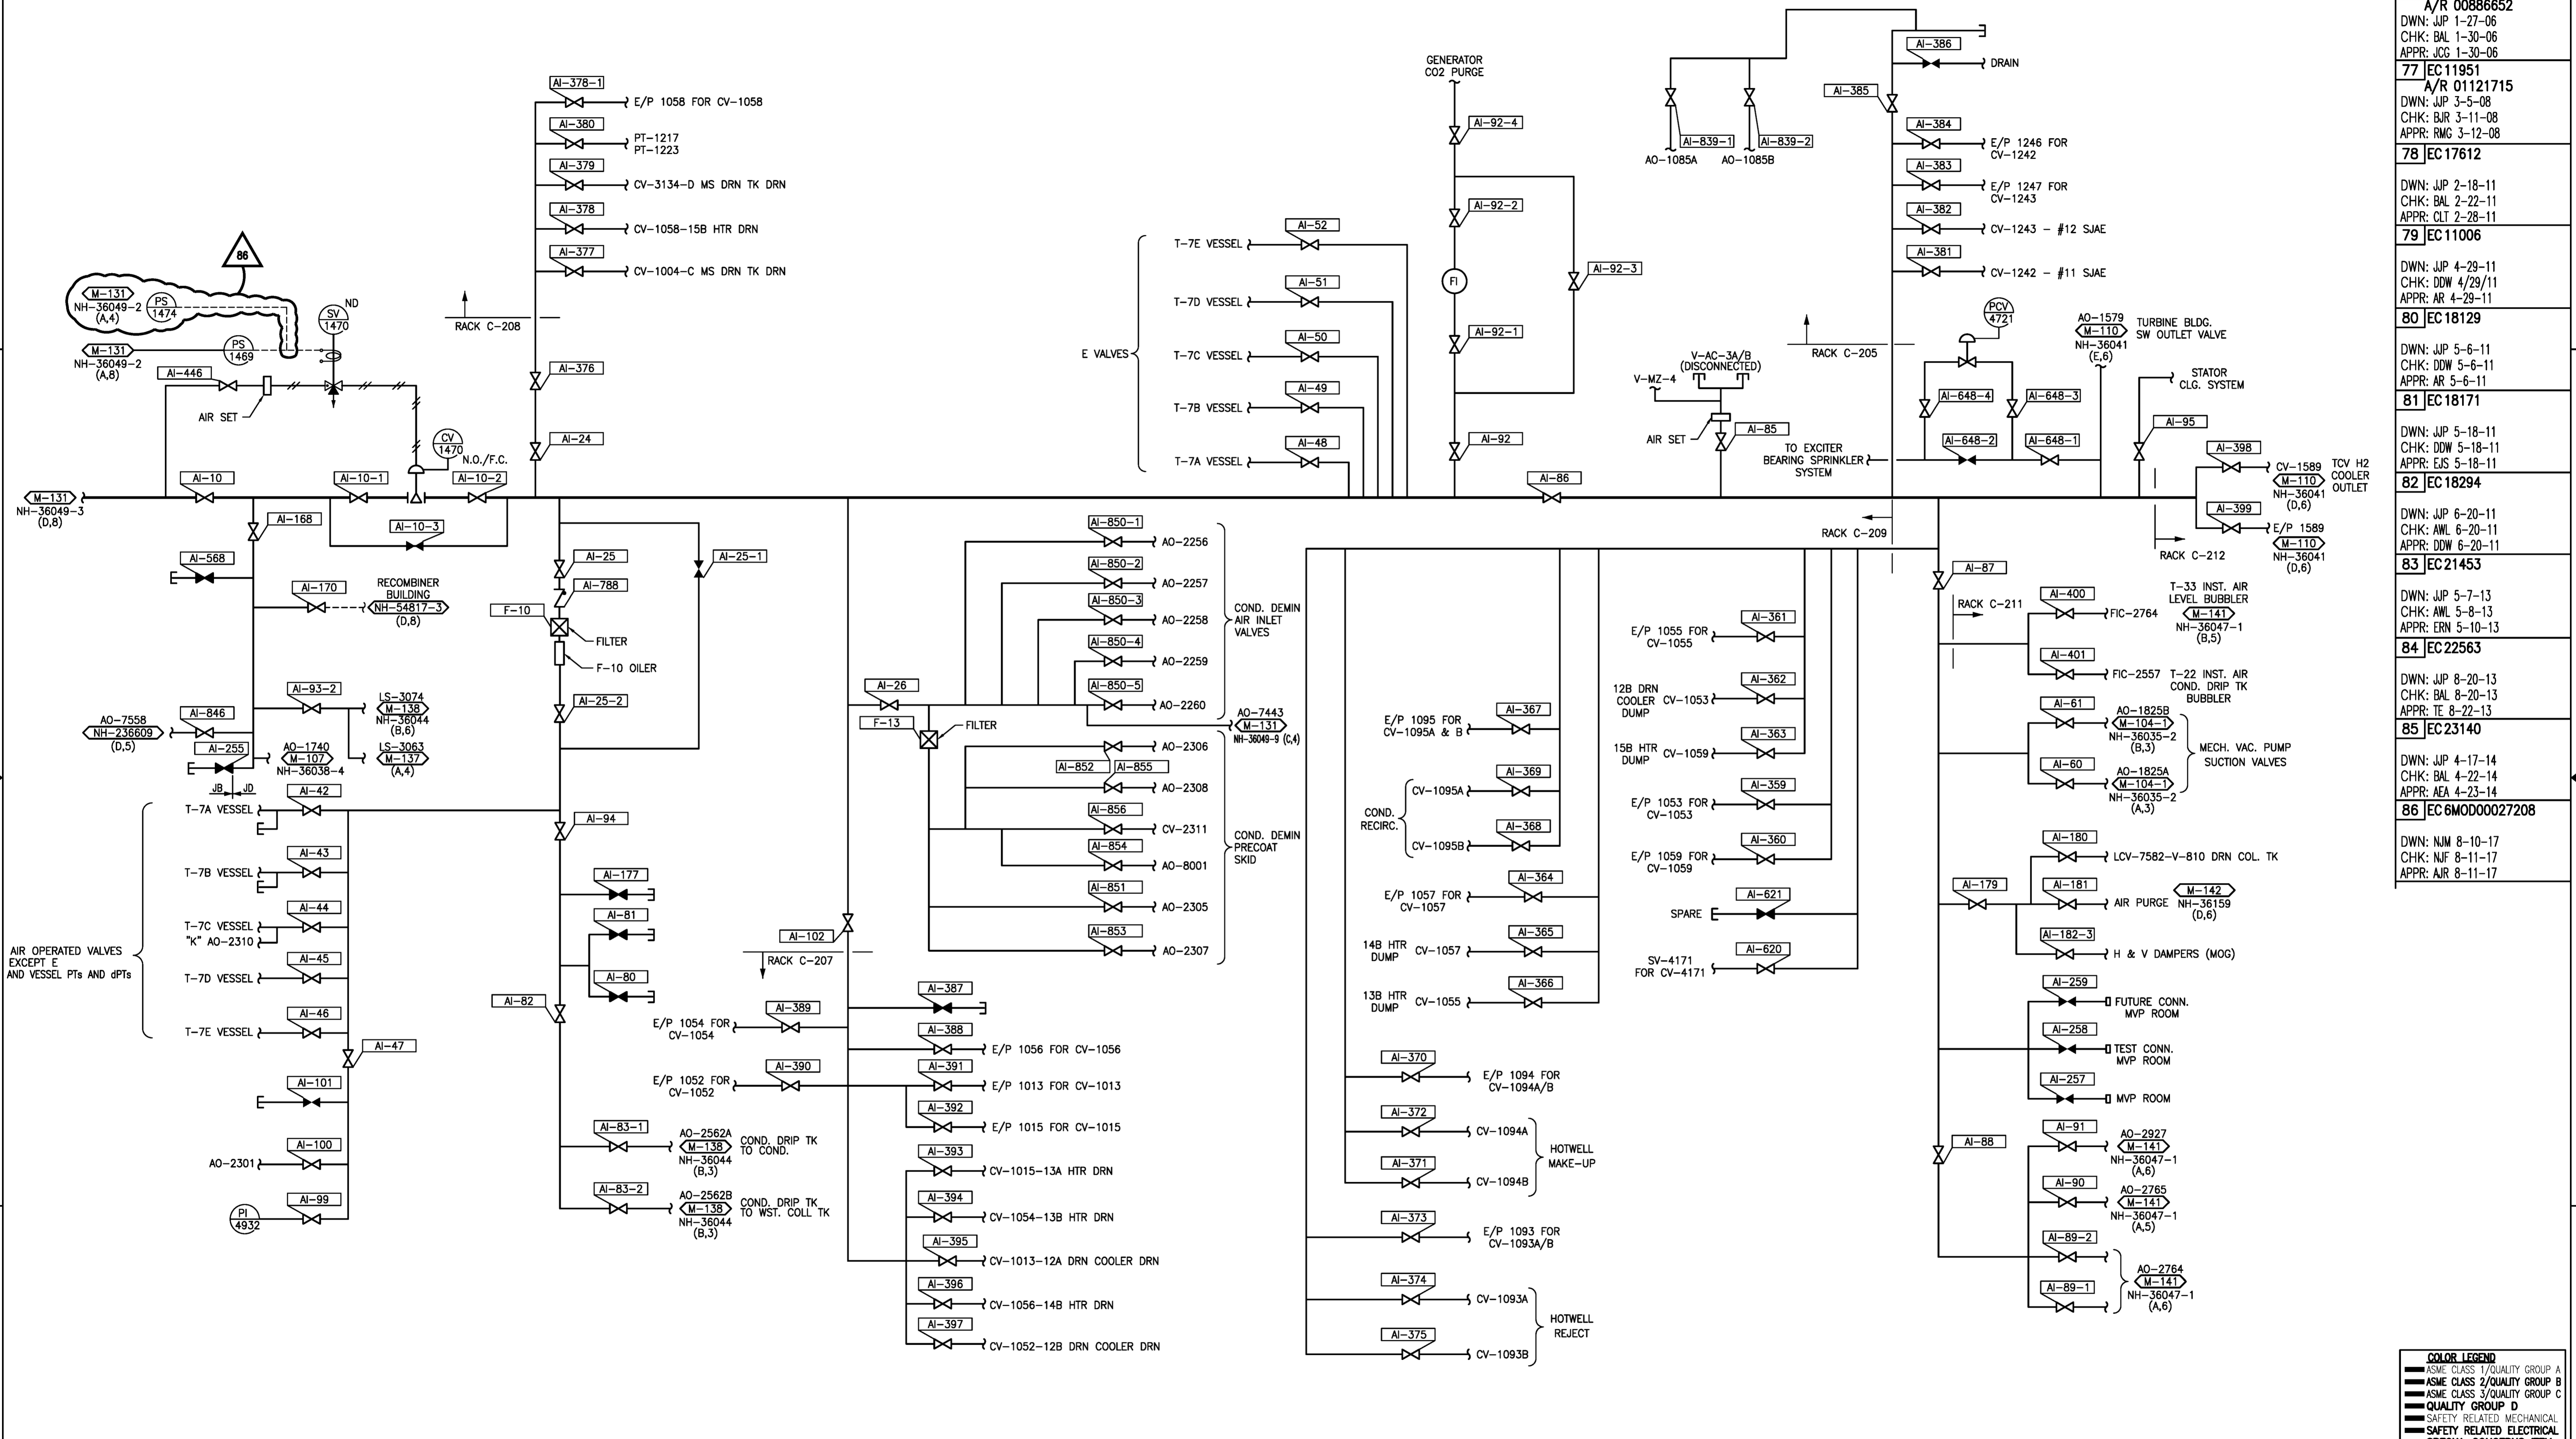 AI-378-1
E/P 1058 FOR CV-1058
AI-380
PT-1217
PT-1223
AI-379
CV-3134-D MS DRN TK DRN
AI-378
CV-1058-15B HTR DRN
AI-377
CV-1004-C MS DRN TK DRN
RACK C-208
AI-376
AI-24
86
M-131
NH-36049-2
(A,4)
PS
1474
ND
SV
1470
M-131
NH-36049-2
(A,8)
PS
1469
AI-446
AIR SET
CV
1470
N.O./F.C.
AI-10
AI-10-1
AI-10-2
M-131
NH-36049-3
(D,8)
AI-10-3
AI-168
AI-568
AI-170
RECOMBINER
BUILDING
NH-54817-3
(D,8)
AI-93-2
LS-3074
M-138
NH-36044
(B,6)
AO-7558
NH-236609
(D,5)
AI-846
AI-255
AO-1740
M-107
NH-36038-4
LS-3063
M-137
(A,4)
JB
JD
AI-25
AI-25-1
AI-788
F-10
FILTER
F-10 OILER
AI-25-2
T-7A VESSEL
AI-42
T-7B VESSEL
AI-43
T-7C VESSEL
"K" AO-2310
AI-44
T-7D VESSEL
AI-45
T-7E VESSEL
AI-46
AIR OPERATED VALVES
EXCEPT E
AND VESSEL PTs AND dPTs
AI-47
AI-101
AI-100
AO-2301
AI-99
PI
4932
AI-94
AI-177
AI-81
AI-80
AI-82
AI-83-1
AO-2562A
M-138
NH-36044
(B,3)
COND. DRIP TK
TO COND.
AI-83-2
AO-2562B
M-138
NH-36044
(B,3)
COND. DRIP TK
TO WST. COLL TK
AI-102
RACK C-207
AI-387
AI-389
E/P 1054 FOR
CV-1054
AI-388
E/P 1056 FOR CV-1056
AI-390
E/P 1052 FOR
CV-1052
AI-391
E/P 1013 FOR CV-1013
AI-392
E/P 1015 FOR CV-1015
AI-393
CV-1015-13A HTR DRN
AI-394
CV-1054-13B HTR DRN
AI-395
CV-1013-12A DRN COOLER DRN
AI-396
CV-1056-14B HTR DRN
AI-397
CV-1052-12B DRN COOLER DRN
AI-26
F-13
FILTER
AI-850-1
AO-2256
AI-850-2
AO-2257
AI-850-3
AO-2258
AI-850-4
AO-2259
AI-850-5
AO-2260
COND. DEMIN
AIR INLET
VALVES
AO-7443
M-131
NH-36049-9 (C,4)
AO-2306
AI-852
AI-855
AO-2308
AI-856
CV-2311
AI-854
AO-8001
AI-851
AO-2305
AI-853
AO-2307
COND. DEMIN
PRECOAT
SKID
E VALVES
T-7E VESSEL
AI-52
T-7D VESSEL
AI-51
T-7C VESSEL
AI-50
T-7B VESSEL
AI-49
T-7A VESSEL
AI-48
GENERATOR
CO2 PURGE
AI-92-4
AI-92-2
FI
AI-92-3
AI-92-1
AI-92
AI-86
AI-839-1
AI-839-2
AO-1085A
AO-1085B
V-AC-3A/B
(DISCONNECTED)
V-MZ-4
AIR SET
AI-85
AI-386
DRAIN
AI-385
AI-384
E/P 1246 FOR
CV-1242
AI-383
E/P 1247 FOR
CV-1243
AI-382
CV-1243 - #12 SJAE
AI-381
CV-1242 - #11 SJAE
RACK C-205
PCV
4721
AI-648-4
AI-648-3
AI-648-2
AI-648-1
TO EXCITER
BEARING SPRINKLER
SYSTEM
AO-1579
M-110
NH-36041
(E,6)
TURBINE BLDG.
SW OUTLET VALVE
STATOR
CLG. SYSTEM
AI-95
AI-398
CV-1589
M-110
NH-36041
(D,6)
TCV H2
COOLER
OUTLET
AI-399
E/P 1589
M-110
NH-36041
(D,6)
RACK C-212
RACK C-209
AI-87
RACK C-211
AI-400
FIC-2764
T-33 INST. AIR
LEVEL BUBBLER
M-141
NH-36047-1
(B,5)
AI-401
FIC-2557
T-22 INST. AIR
COND. DRIP TK
BUBBLER
AI-61
AO-1825B
M-104-1
NH-36035-2
(B,3)
AI-60
AO-1825A
M-104-1
NH-36035-2
(A,3)
MECH. VAC. PUMP
SUCTION VALVES
AI-180
LCV-7582-V-810 DRN COL. TK
AI-179
AI-181
AIR PURGE
M-142
NH-36159
(D,6)
AI-182-3
H & V DAMPERS (MOG)
AI-259
FUTURE CONN.
MVP ROOM
AI-258
TEST CONN.
MVP ROOM
AI-257
MVP ROOM
AI-88
AI-91
AO-2927
M-141
NH-36047-1
(A,6)
AI-90
AO-2765
M-141
NH-36047-1
(A,5)
AI-89-2
AI-89-1
AO-2764
M-141
NH-36047-1
(A,6)
AI-361
E/P 1055 FOR
CV-1055
AI-362
12B DRN
COOLER
DUMP
CV-1053
AI-363
15B HTR
DUMP
CV-1059
AI-359
E/P 1053 FOR
CV-1053
AI-360
E/P 1059 FOR
CV-1059
AI-621
SPARE
AI-620
SV-4171
FOR CV-4171
AI-367
E/P 1095 FOR
CV-1095A & B
AI-369
CV-1095A
AI-368
CV-1095B
COND.
RECIRC.
AI-364
E/P 1057 FOR
CV-1057
AI-365
14B HTR
DUMP
CV-1057
AI-366
13B HTR
DUMP
CV-1055
AI-370
E/P 1094 FOR
CV-1094A/B
AI-372
CV-1094A
AI-371
CV-1094B
HOTWELL
MAKE-UP
AI-373
E/P 1093 FOR
CV-1093A/B
AI-374
CV-1093A
AI-375
CV-1093B
HOTWELL
REJECT
A/R 00886652
DWN: JJP 1-27-06
CHK: BAL 1-30-06
APPR: JCG 1-30-06
77 EC11951
A/R 01121715
DWN: JJP 3-5-08
CHK: BJR 3-11-08
APPR: RMG 3-12-08
78 EC17612
DWN: JJP 2-18-11
CHK: BAL 2-22-11
APPR: CLT 2-28-11
79 EC11006
DWN: JJP 4-29-11
CHK: DDW 4/29/11
APPR: AR 4-29-11
80 EC18129
DWN: JJP 5-6-11
CHK: DDW 5-6-11
APPR: AR 5-6-11
81 EC18171
DWN: JJP 5-18-11
CHK: DDW 5-18-11
APPR: EJS 5-18-11
82 EC18294
DWN: JJP 6-20-11
CHK: AWL 6-20-11
APPR: DDW 6-20-11
83 EC21453
DWN: JJP 5-7-13
CHK: AWL 5-8-13
APPR: ERN 5-10-13
84 EC22563
DWN: JJP 8-20-13
CHK: BAL 8-20-13
APPR: TE 8-22-13
85 EC23140
DWN: JJP 4-17-14
CHK: BAL 4-22-14
APPR: AEA 4-23-14
86 EC6MOD00027208
DWN: NJM 8-10-17
CHK: NJF 8-11-17
APPR: AJR 8-11-17
COLOR LEGEND
ASME CLASS 1/QUALITY GROUP A
ASME CLASS 2/QUALITY GROUP B
ASME CLASS 3/QUALITY GROUP C
QUALITY GROUP D
SAFETY RELATED MECHANICAL
SAFETY RELATED ELECTRICAL